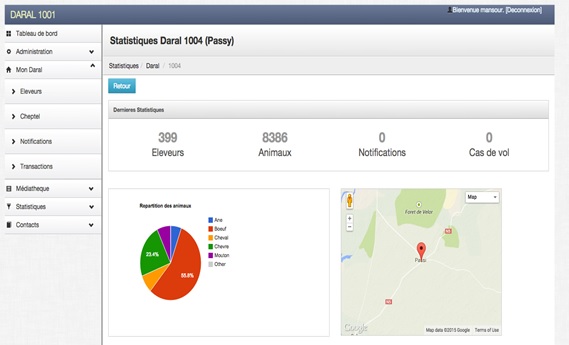 DARAL 1001
Bienvenue mansour. [Deconnexion]
Tableau de bord
Administration
Mon Daral
Eleveurs
Cheptel
Notifications
Transactions
Médiatheque
Statistiques
Contacts
Statistiques Daral 1004 (Passy)
Statistiques / Daral / 1004
Retour
Dernieres Statistiques
399 8386 0 0
Eleveurs Animaux Notifications Cas de vol
Repartition des animaux
Ane
Boeuf
Cheval
Chevre
Mouton
Other
23.4%
55.8%
Map
Foret de Velor
Passi
Google
Map data ©2015 Google Terms of Use